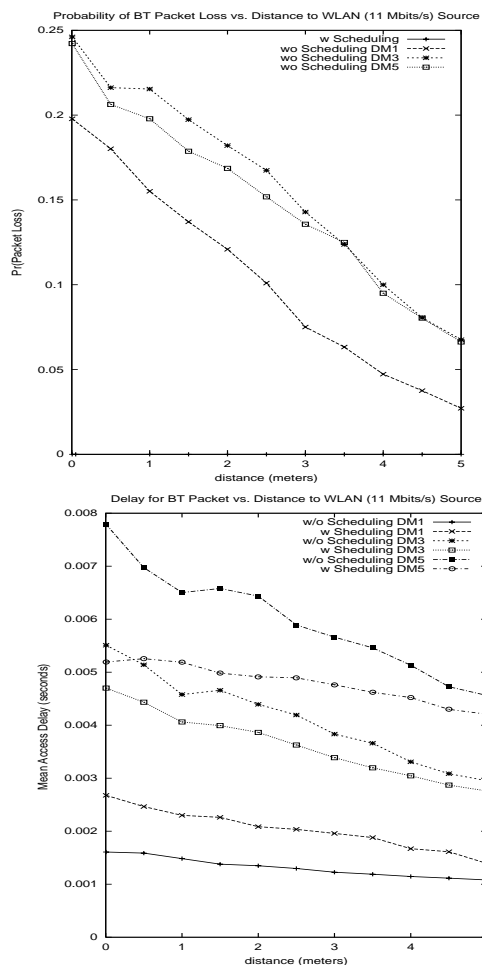 Probability of BT Packet Loss vs. Distance to WLAN (11 Mbits/s) Source
0.25
w Scheduling
wo Scheduling DM1
wo Scheduling DM3
wo Scheduling DM5
0.2
0.15
Pr(Packet Loss)
0.1
0.05
0
0 1 2 3 4 5
distance (meters)
Delay for BT Packet vs. Distance to WLAN (11 Mbits/s) Source
0.008
w/o Scheduling DM1
w Sheduling DM1
w/o Scheduling DM3
w Sheduling DM3
w/o Scheduling DM5
w Sheduling DM5
0.007
0.006
0.005
Mean Access Delay (seconds)
0.004
0.003
0.002
0.001
0
0 1 2 3 4
distance (meters)